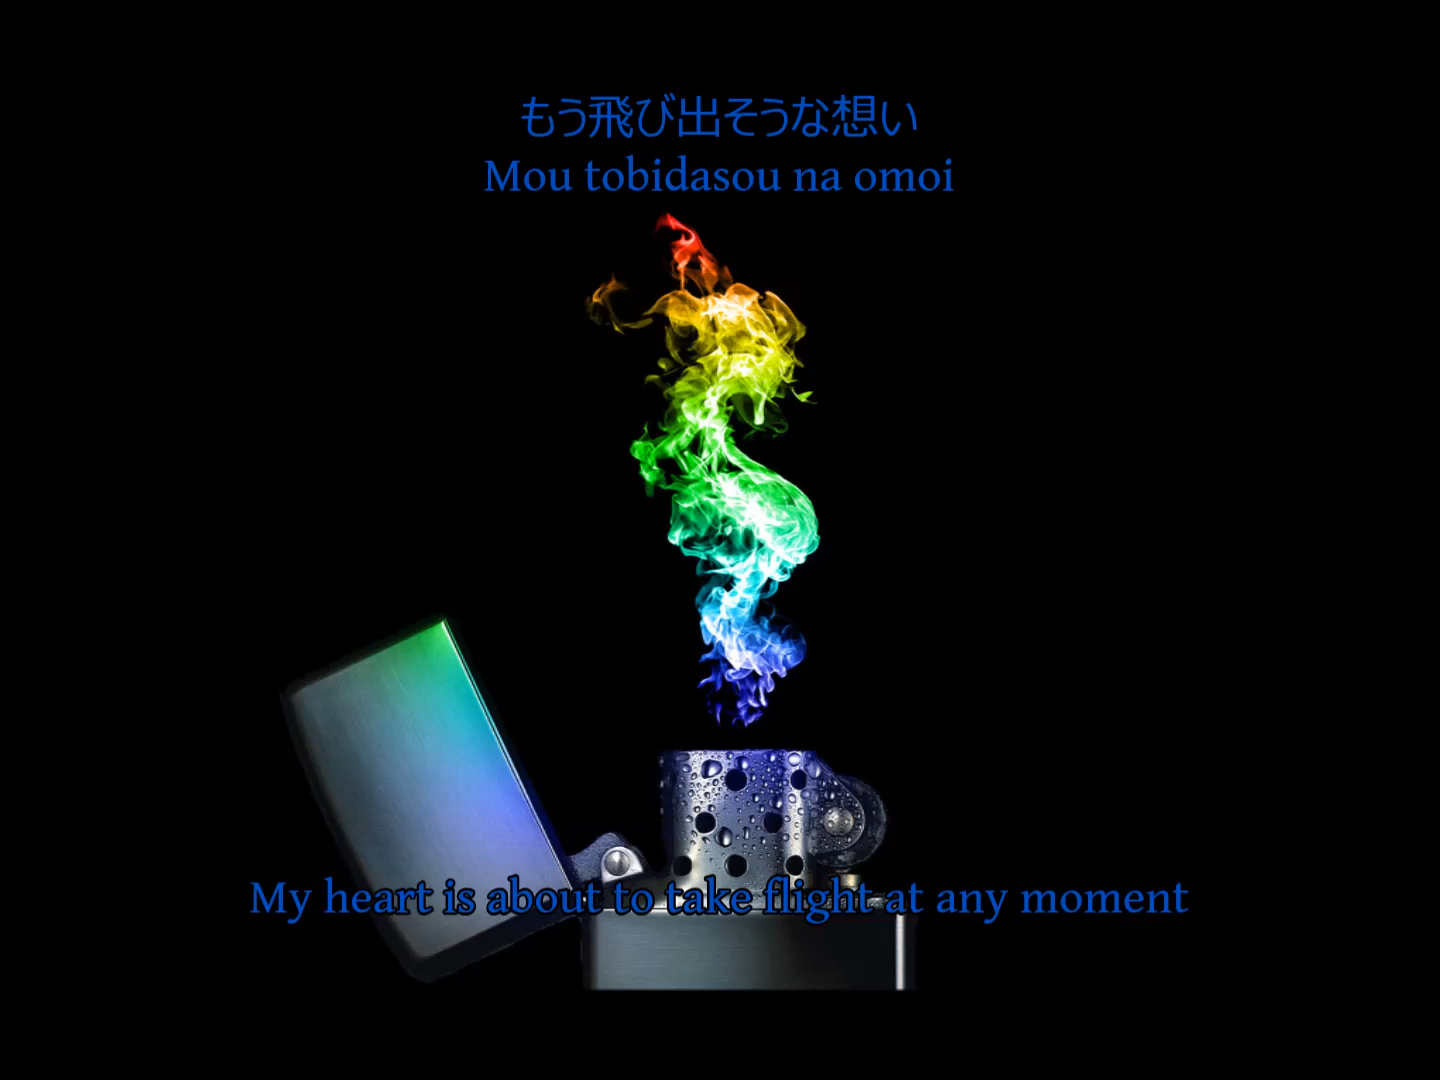 もう飛び出そうな想い
Mou tobidasou na omoi
My heart is about to take flight at any moment